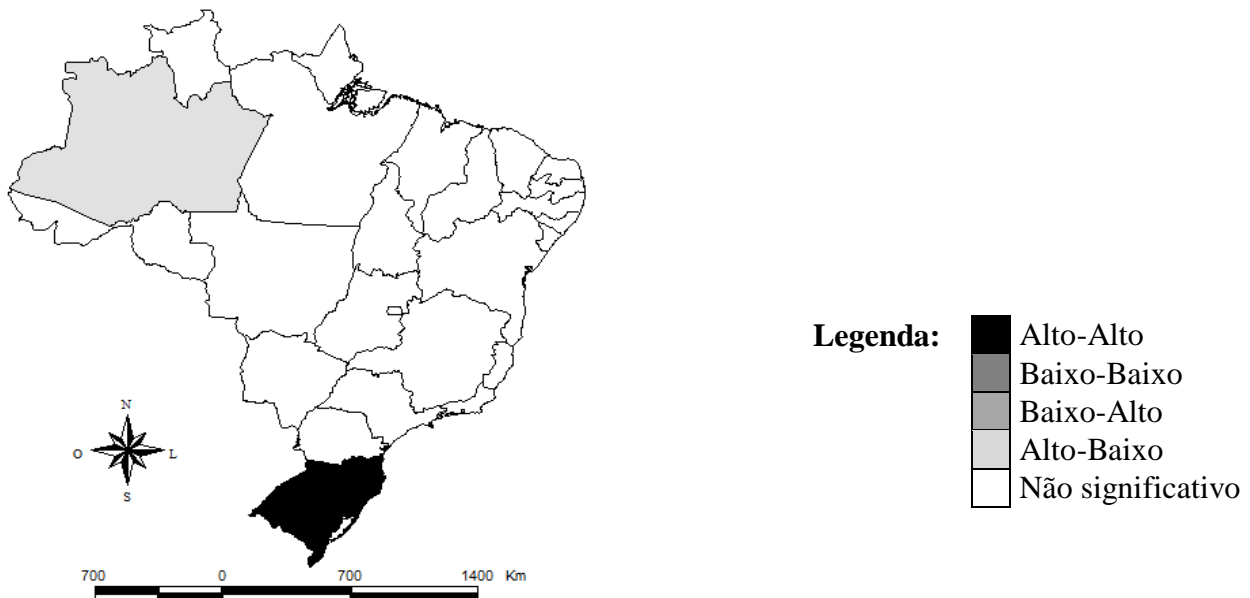 Legenda:
Alto-Alto
Baixo-Baixo
Baixo-Alto
Alto-Baixo
Não significativo
N
O L
S
700 0 700 1400 Km